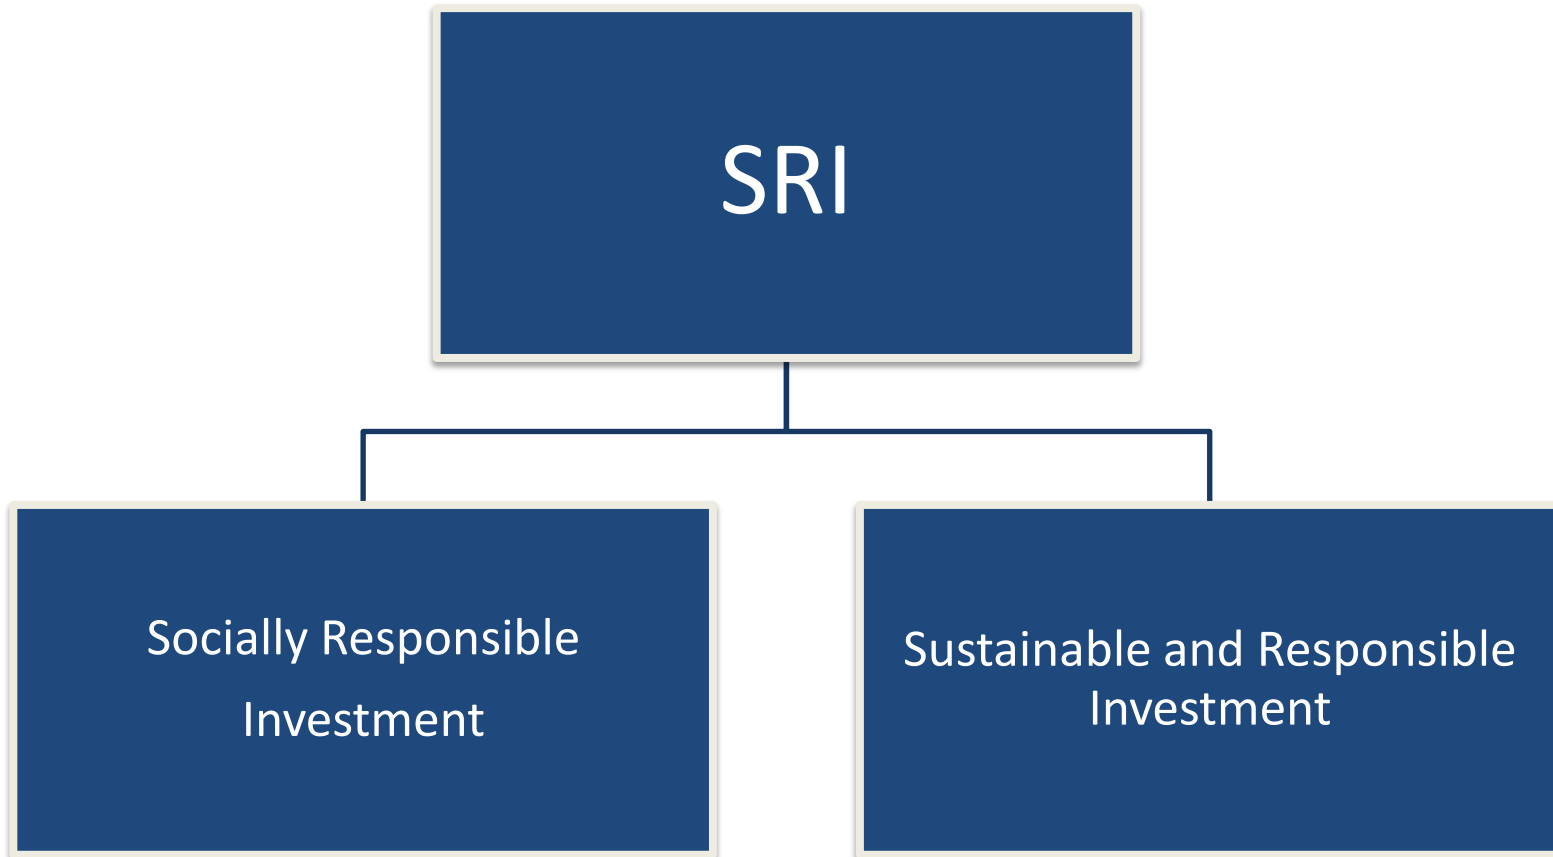 SRI
Socially Responsible
Investment
Sustainable and Responsible
Investment